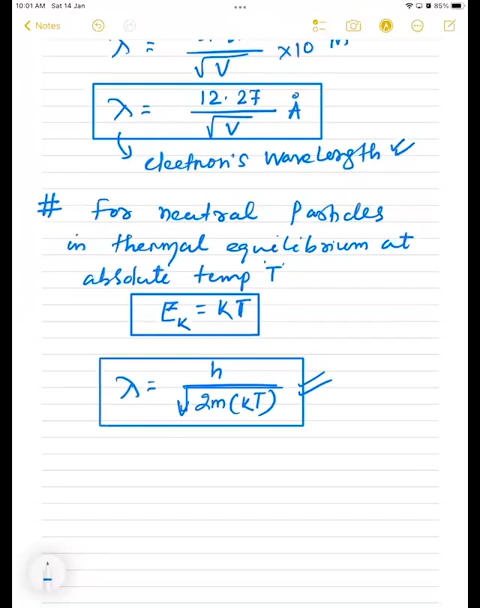 10:01 AM Sat 14 Jan
85%
Notes
λ =
√V
×10
λ = 12.27 / √V Å
electron's wavelength
# for neutral Particles
in thermal equilibrium at
absolute temp 'T'
E_K = KT
λ = h / √2m(KT)